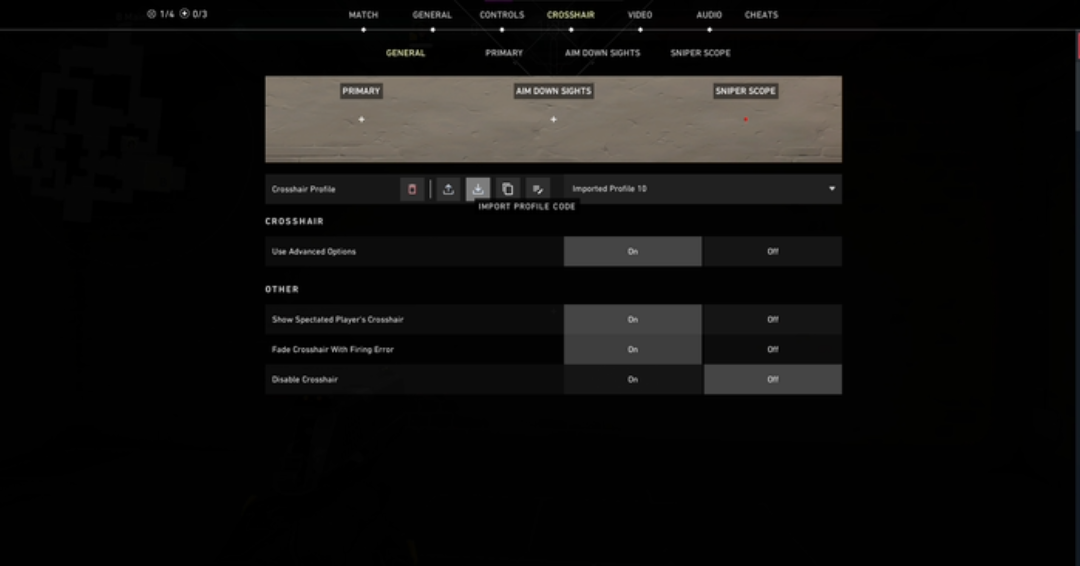 1/4 0/3
MATCH GENERAL CONTROLS CROSSHAIR VIDEO AUDIO CHEATS
GENERAL PRIMARY AIM DOWN SIGHTS SNIPER SCOPE
PRIMARY AIM DOWN SIGHTS SNIPER SCOPE
Crosshair Profile Imported Profile 10
IMPORT PROFILE CODE
CROSSHAIR
Use Advanced Options On Off
OTHER
Show Spectated Player's Crosshair On Off
Fade Crosshair With Firing Error On Off
Disable Crosshair On Off